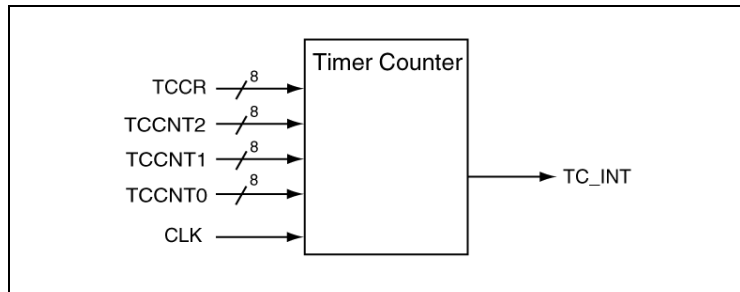 Timer Counter
TCCR
8
TCCNT2
8
TCCNT1
8
TCCNT0
8
CLK
TC_INT